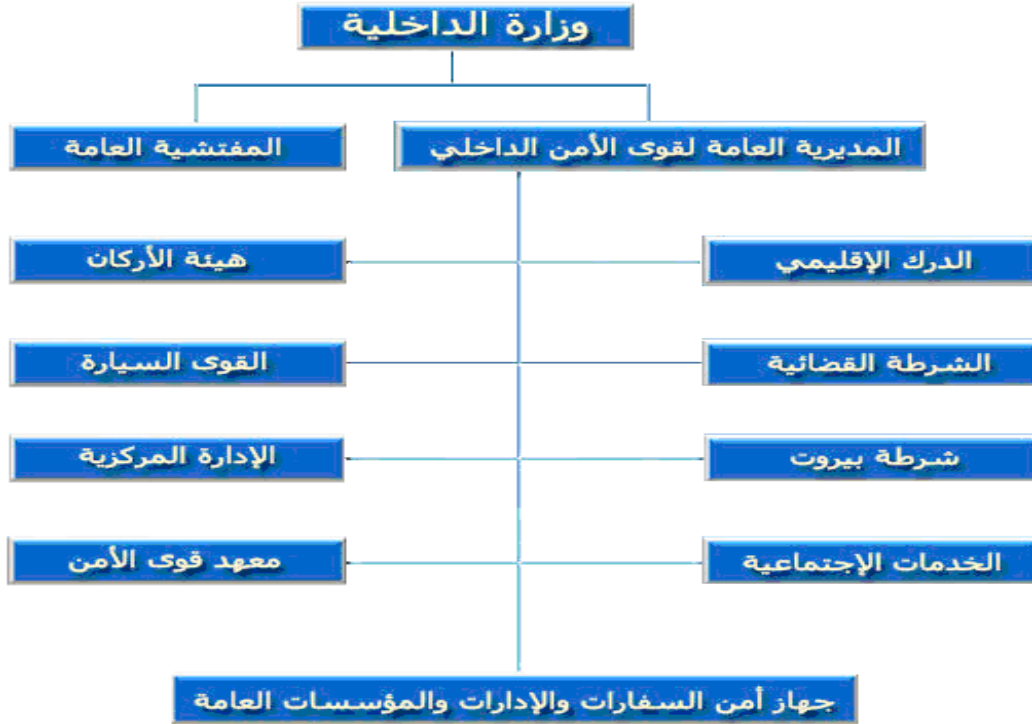 وزارة الداخلية
المديرية العامة لقوى الأمن الداخلي
المفتشية العامة
الدرك الإقليمي
هيئة الأركان
الشرطة القضائية
القوى السيارة
شرطة بيروت
الإدارة المركزية
الخدمات الإجتماعية
معهد قوى الأمن
جهاز أمن السفارات والإدارات والمؤسسات العامة